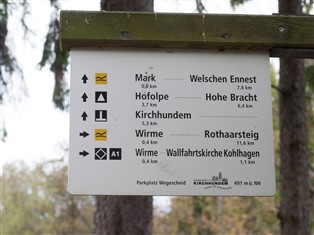 Mark Welschen Ennest
0,8 km 7,8 km
Hofolpe Hohe Bracht
3,7 km 6,4 km
Kirchhundem
5,3 km
Wirme Rothaarsteig
0,4 km 11,6 km
A1 Wirme Wallfahrtskirche Kohlhagen
0,4 km 1,1 km
Parkplatz Wegescheid KIRCHHUNDEM 491 m ü. NN